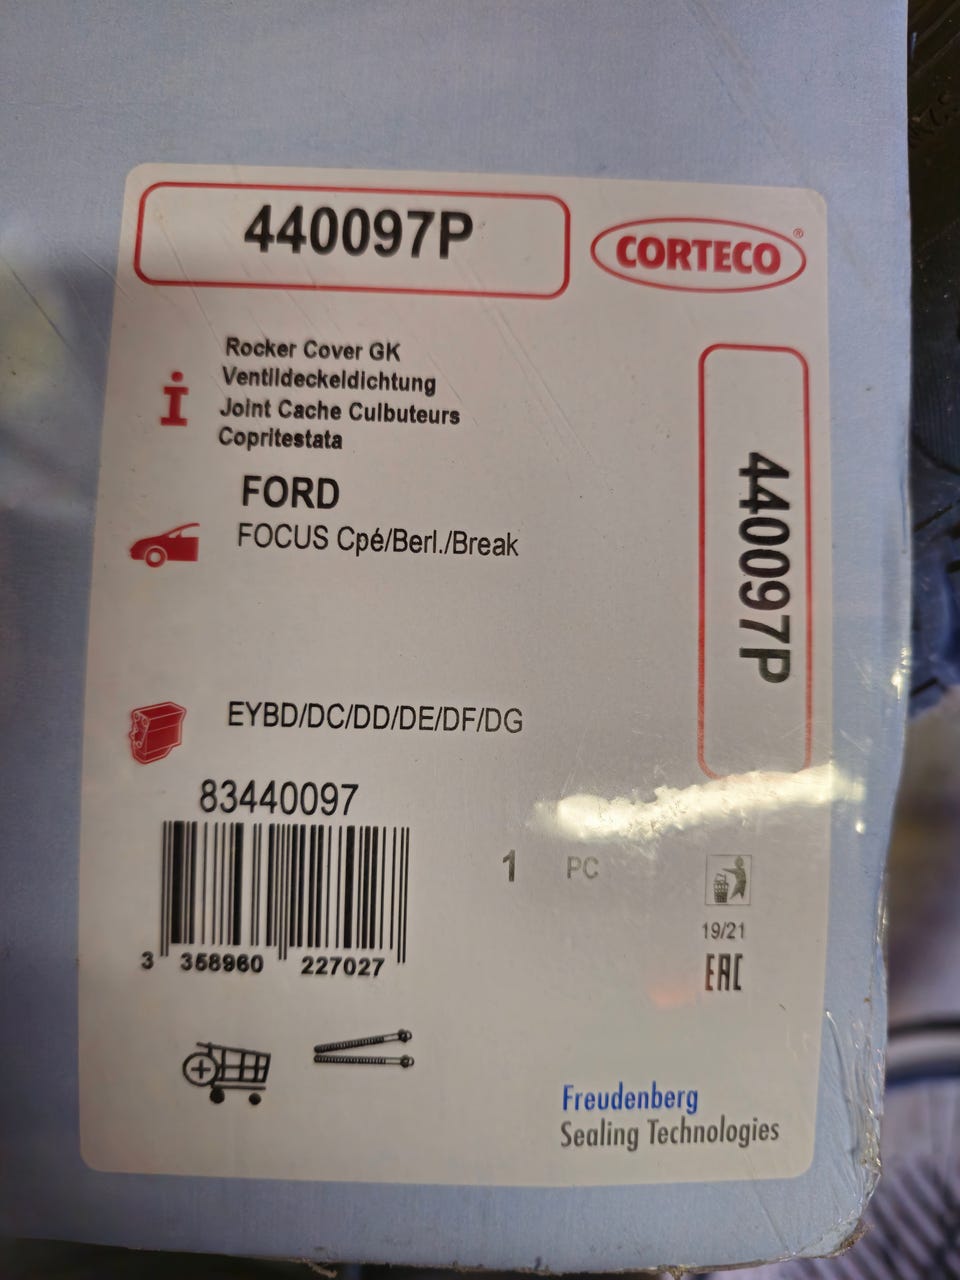 440097P
CORTECO®
Rocker Cover GK
Ventildeckeldichtung
Joint Cache Culbuteurs
Copritestata
FORD
FOCUS Cpé/Berl./Break
440097P
EYBD/DC/DD/DE/DF/DG
83440097
1 PC
19/21
EAC
3 358960 227027
Freudenberg
Sealing Technologies